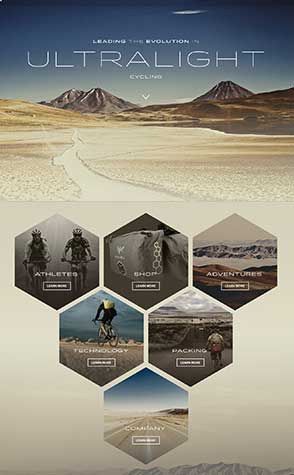 LEADING THE EVOLUTION IN
ULTRALIGHT
CYCLING
ATHLETES
LEARN MORE
SHOP
LEARN MORE
ADVENTURES
LEARN MORE
TECHNOLOGY
LEARN MORE
PACKING
LEARN MORE
COMPANY
LEARN MORE